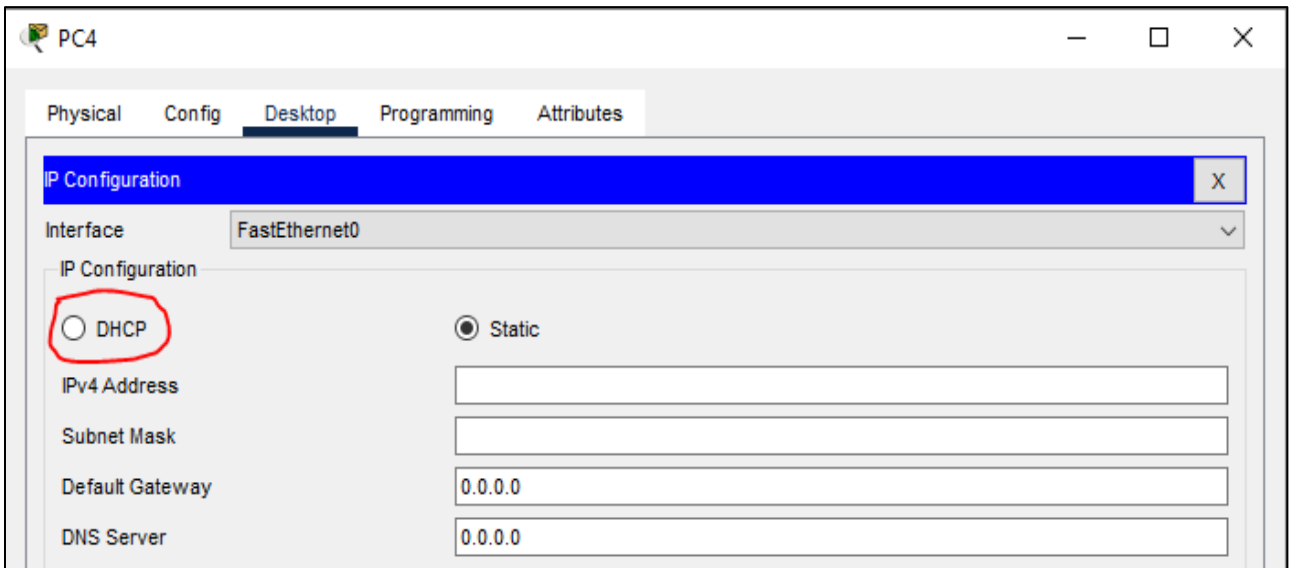 PC4
Physical Config Desktop Programming Attributes
IP Configuration X
Interface FastEthernet0
IP Configuration
DHCP Static
IPv4 Address
Subnet Mask
Default Gateway 0.0.0.0
DNS Server 0.0.0.0